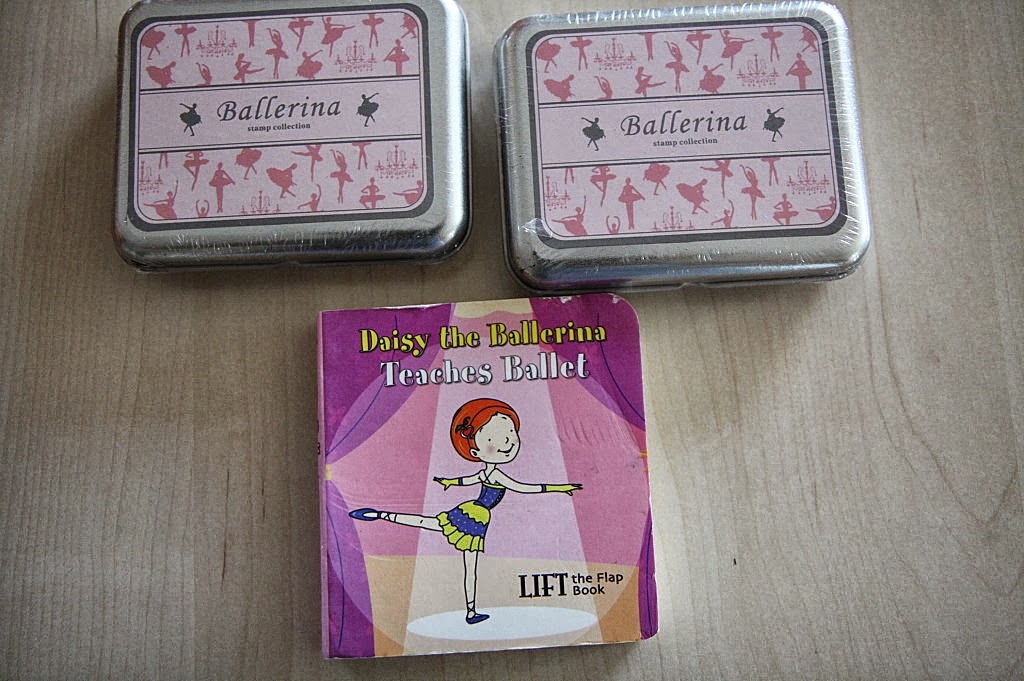 Ballerina
stamp collection
Ballerina
stamp collection
Daisy the Ballerina
Teaches Ballet
LIFT the Flap
Book